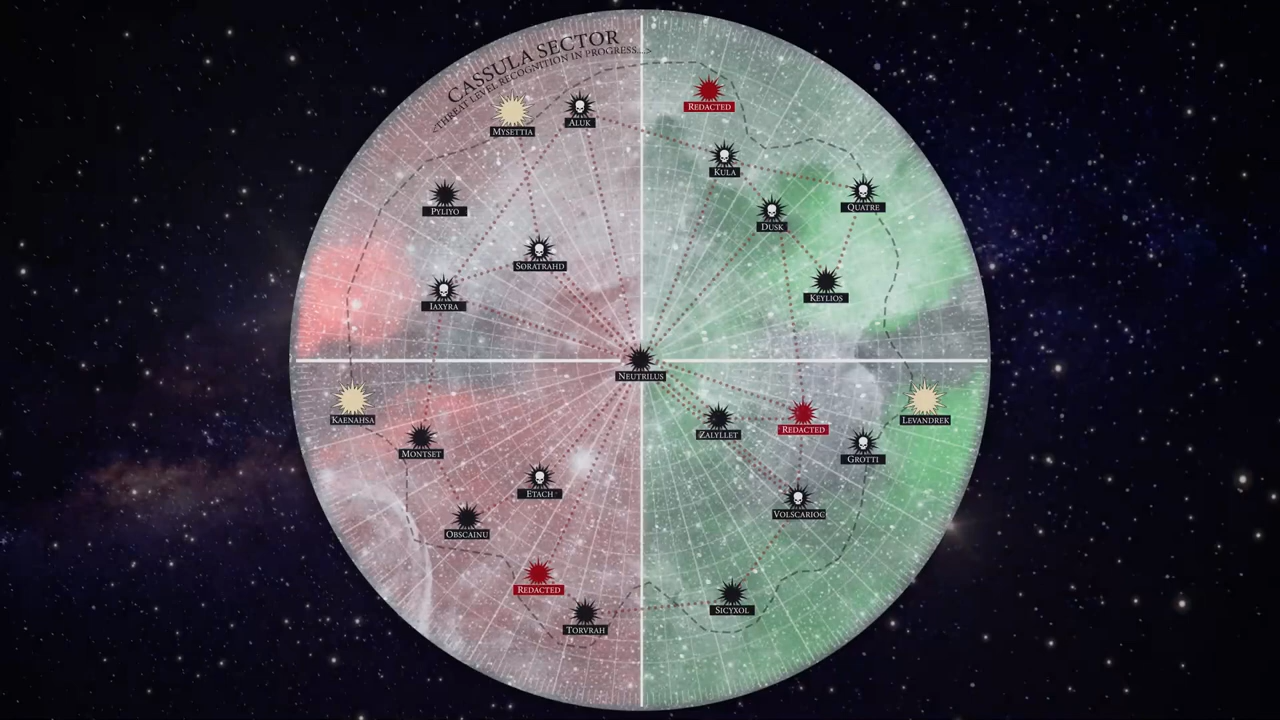 CASSULA SECTOR
<THREAT LEVEL RECOGNITION IN PROGRESS...>
REDACTED
MYSETTIA
ALUK
KULA
PYLIYO
QUATRE
DUSK
SORATRAHD
IAXYRA
KEYLIOS
NEUTRILUS
KAENAHSA
LEVANDREK
REDACTED
ZALYLLET
MONTSET
GROTTI
ETACH
VOLSCARIOC
OBSCAINU
REDACTED
SICYXOL
TORVRAH